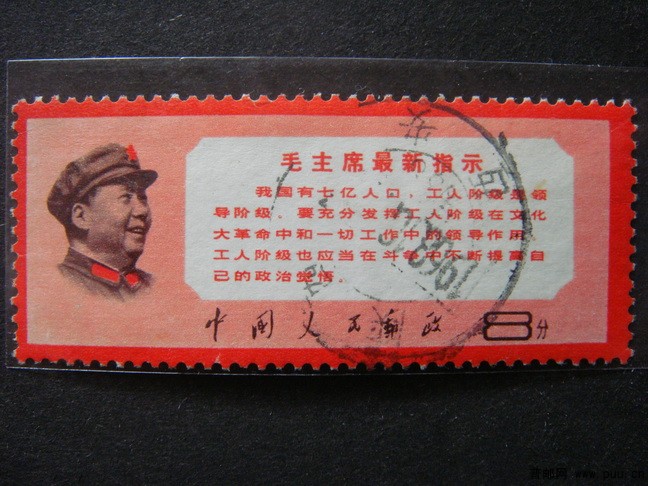 毛主席最新指示
我国有七亿人口，工人阶级是领
导阶级。要充分发挥工人阶级在文化
大革命中和一切工作中的领导作用。
工人阶级也应当在斗争中不断提高自
己的政治觉悟。
中国人民邮政 8分